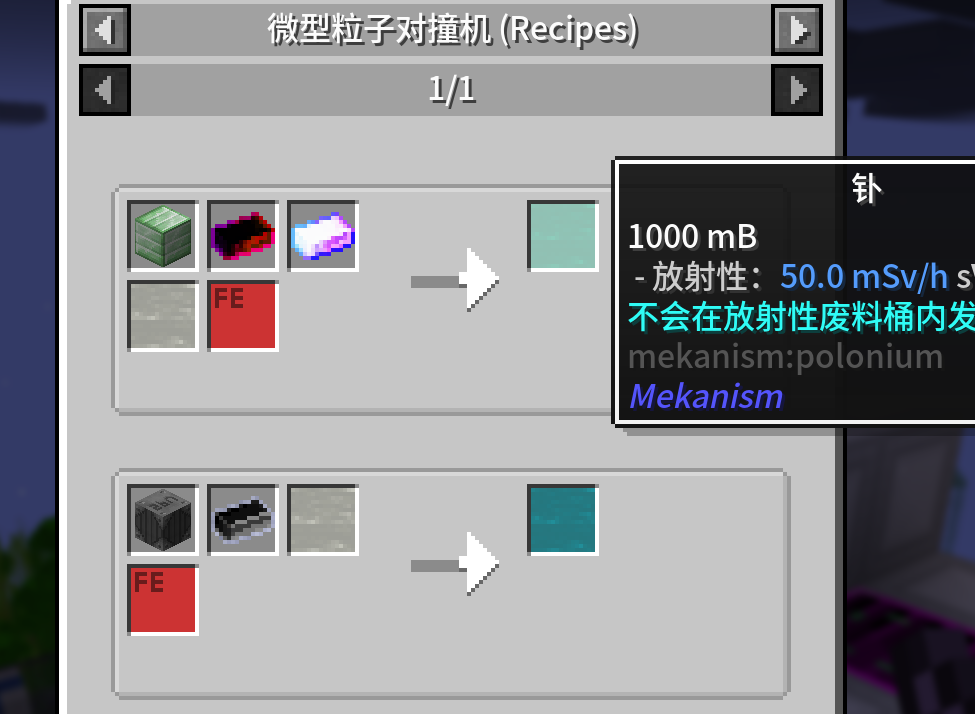 微型粒子对撞机 (Recipes)
1/1
钋
1000 mB
- 放射性：50.0 mSv/h s
不会在放射性废料桶内发
mekanism:polonium
Mekanism
FE
FE